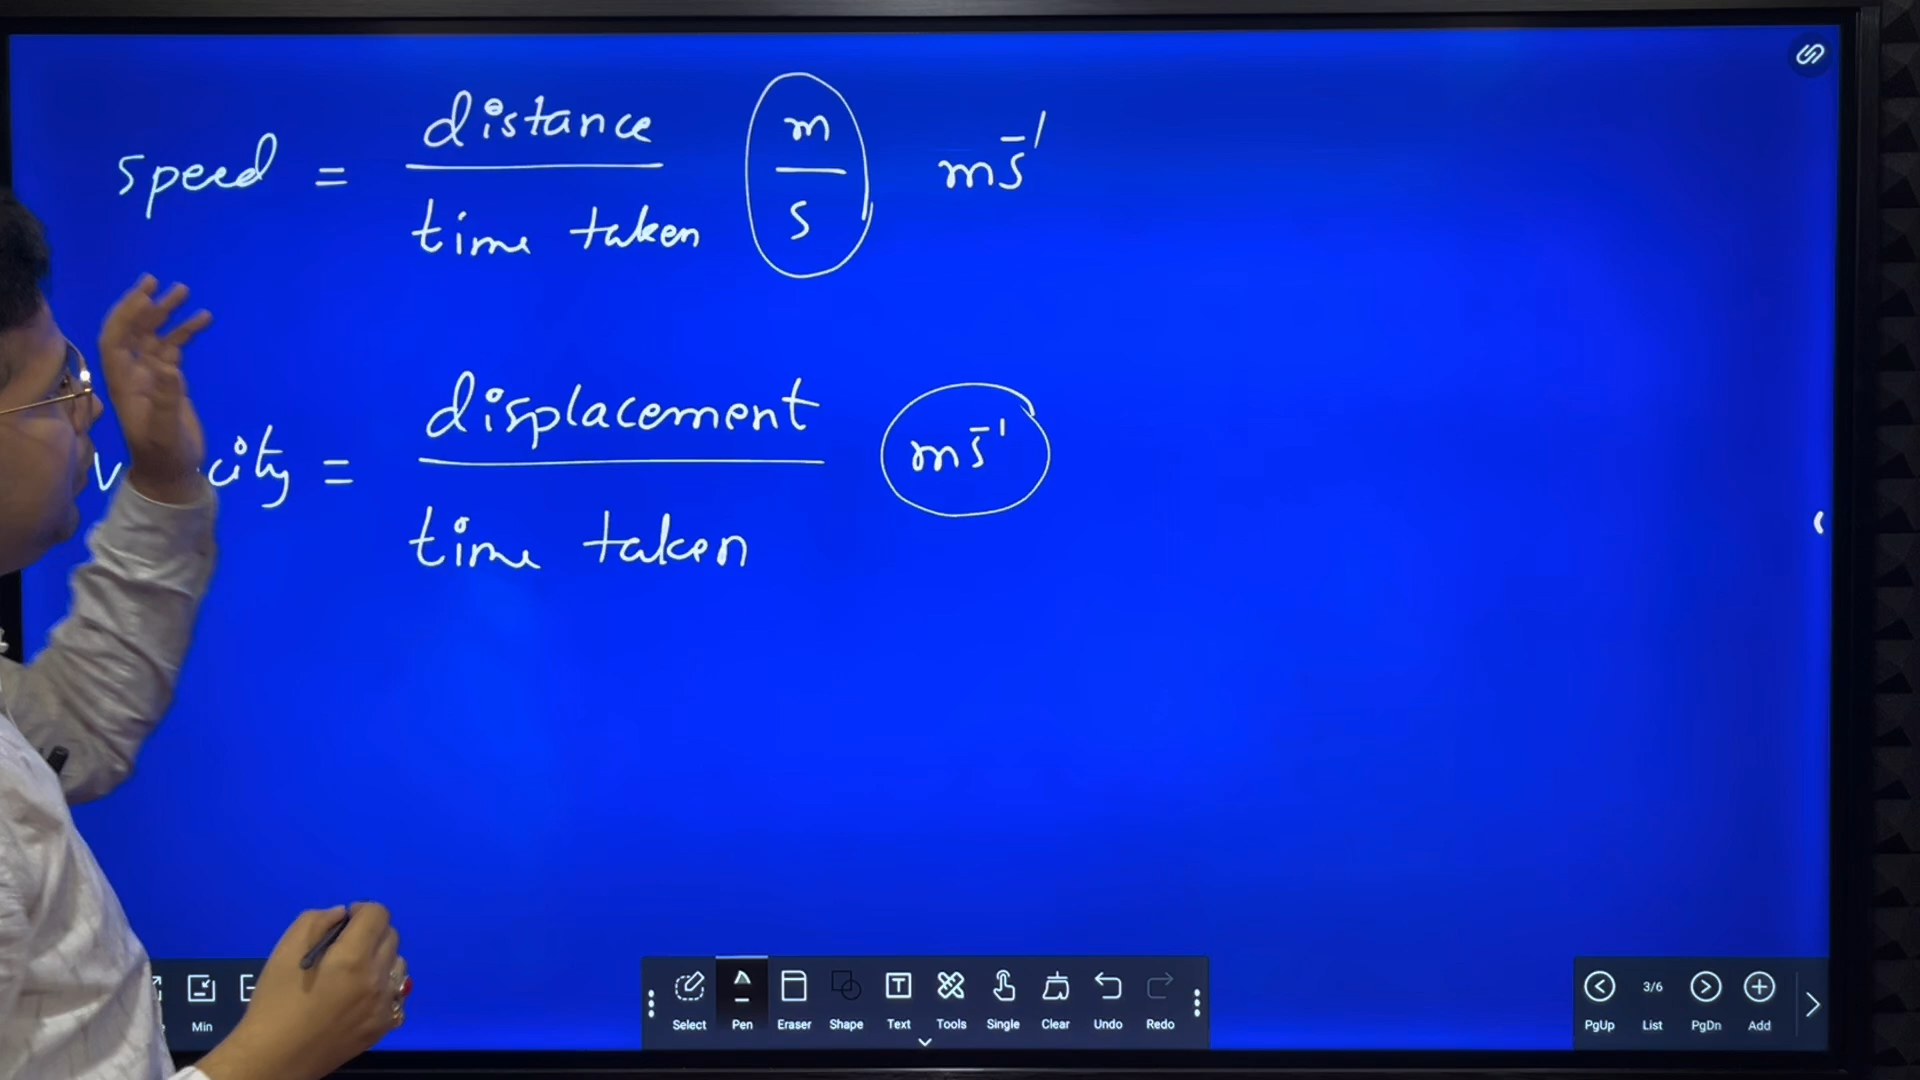 speed = distance / time taken m/s ms⁻¹
city = displacement / time taken ms⁻¹
Min
Select Pen Eraser Shape Text Tools Single Clear Undo Redo
3/6
PgUp List PgDn Add